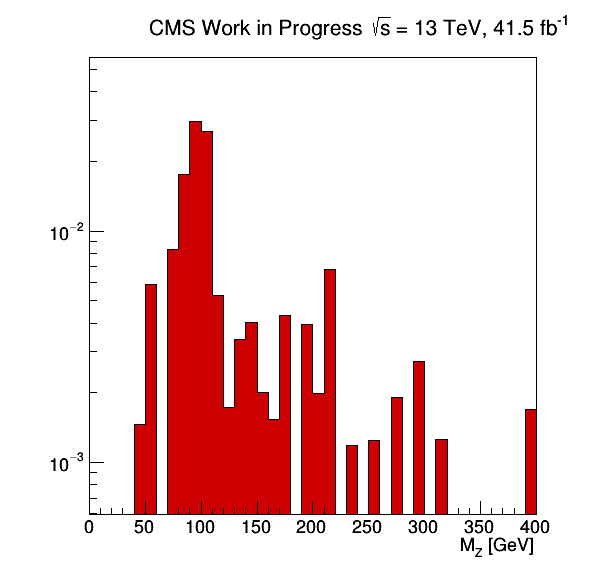 CMS Work in Progress √s = 13 TeV, 41.5 fb⁻¹
10⁻²
10⁻³
0 50 100 150 200 250 300 350 400
M_Z [GeV]